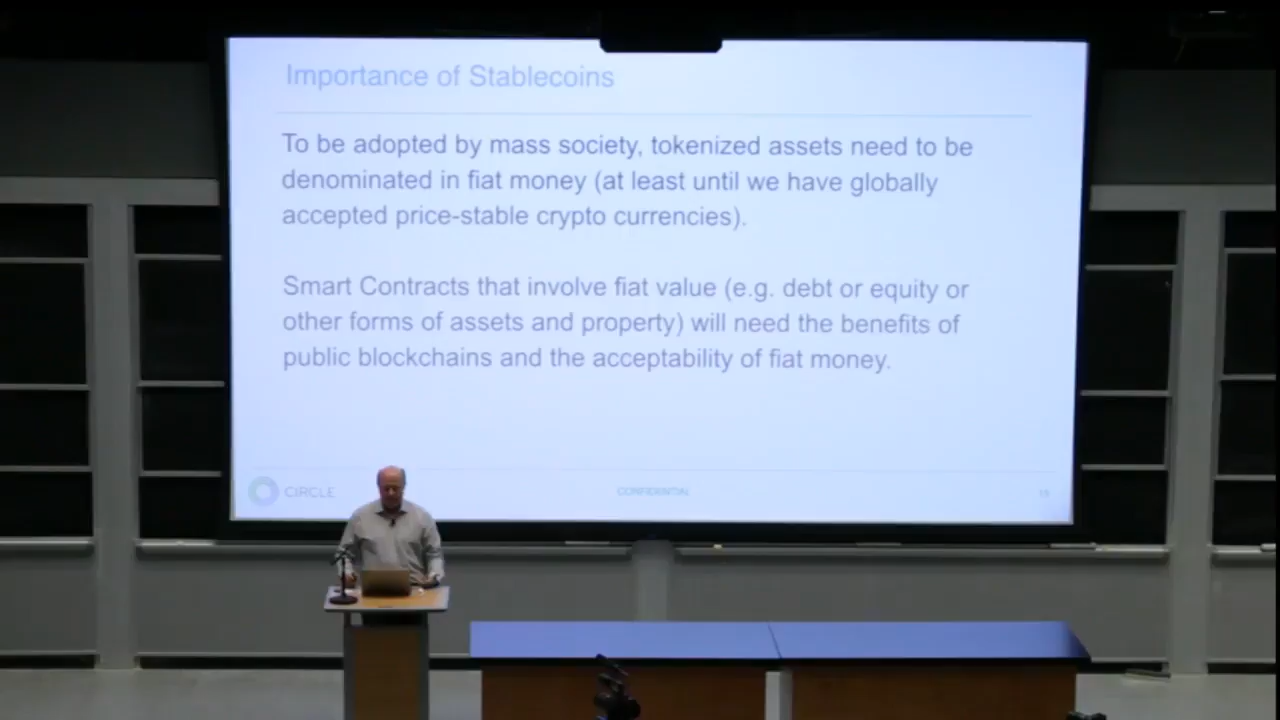 Importance of Stablecoins
To be adopted by mass society, tokenized assets need to be
denominated in fiat money (at least until we have globally
accepted price-stable crypto currencies).
Smart Contracts that involve fiat value (e.g. debt or equity or
other forms of assets and property) will need the benefits of
public blockchains and the acceptability of fiat money.
CIRCLE
CONFIDENTIAL